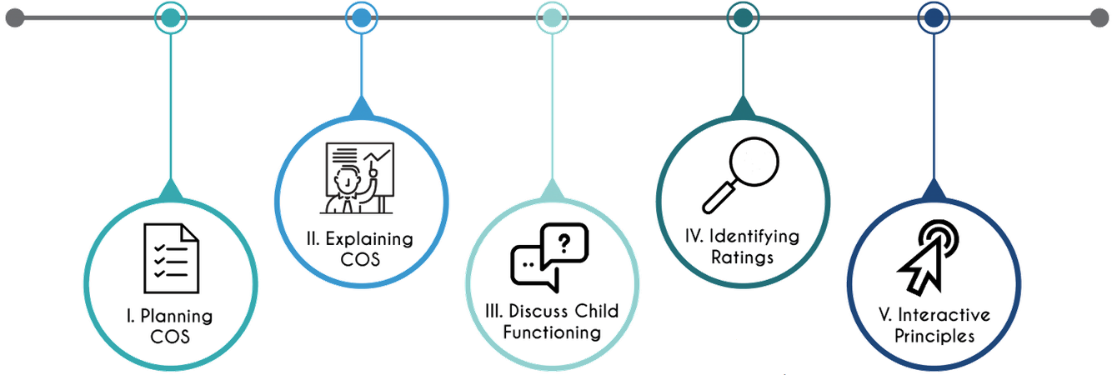 I. Planning
COS
II. Explaining
COS
?
III. Discuss Child
Functioning
IV. Identifying
Ratings
V. Interactive
Principles